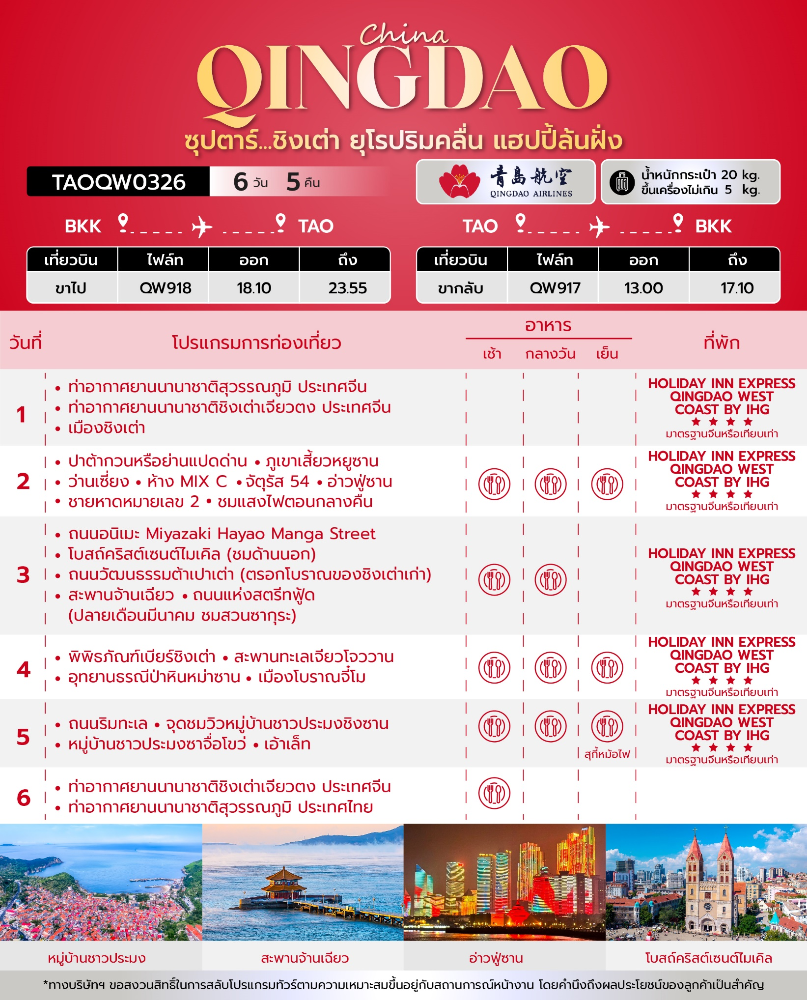 China
QINGDAO
ซุปตาร์...ชิงเต่า ยุโรปริมคลื่น แฮปปี้ล้นฝั่ง
TAOQW0326 6 วัน 5 คืน
青岛航空
QINGDAO AIRLINES
น้ำหนักกระเป๋า 20 kg.
ขึ้นเครื่องไม่เกิน 5 kg.
BKK TAO
TAO BKK
เที่ยวบิน ไฟล์ท ออก ถึง
ขาไป QW918 18.10 23.55
เที่ยวบิน ไฟล์ท ออก ถึง
ขากลับ QW917 13.00 17.10
วันที่ โปรแกรมการท่องเที่ยว อาหาร ที่พัก
เช้า กลางวัน เย็น
1
• ท่าอากาศยานนานาชาติสุวรรณภูมิ ประเทศจีน
• ท่าอากาศยานนานาชาติชิงเต่าเจียวตง ประเทศจีน
• เมืองชิงเต่า
HOLIDAY INN EXPRESS
QINGDAO WEST
COAST BY IHG
★ ★ ★ ★
มาตรฐานจีนหรือเทียบเท่า
2
• ปาต้ากวนหรือย่านแปดด่าน • ภูเขาเสี้ยวหยูซาน
• ว่านเซี่ยง • ห้าง MIX C • จัตุรัส 54 • อ่าวฟู่ซาน
• ชายหาดหมายเลข 2 • ชมแสงไฟตอนกลางคืน
HOLIDAY INN EXPRESS
QINGDAO WEST
COAST BY IHG
★ ★ ★ ★
มาตรฐานจีนหรือเทียบเท่า
3
• ถนนอนิเมะ Miyazaki Hayao Manga Street
• โบสถ์คริสต์เซนต์ไมเคิล (ชมด้านนอก)
• ถนนวัฒนธรรมต้าเปาเต่า (ตรอกโบราณของชิงเต่าเก่า)
• สะพานจ้านเฉียว • ถนนแห่งสตรีทฟู้ด
(ปลายเดือนมีนาคม ชมสวนซากุระ)
HOLIDAY INN EXPRESS
QINGDAO WEST
COAST BY IHG
★ ★ ★ ★
มาตรฐานจีนหรือเทียบเท่า
4
• พิพิธภัณฑ์เบียร์ชิงเต่า • สะพานทะเลเจียวโจววาน
• อุทยานธรณีป่าหินหม่าซาน • เมืองโบราณจี๋โม
HOLIDAY INN EXPRESS
QINGDAO WEST
COAST BY IHG
★ ★ ★ ★
มาตรฐานจีนหรือเทียบเท่า
5
• ถนนริมทะเล • จุดชมวิวหมู่บ้านชาวประมงชิงซาน
• หมู่บ้านชาวประมงซาจื่อโขว่ • เอ้าเล็ท
สุกี้หม้อไฟ
HOLIDAY INN EXPRESS
QINGDAO WEST
COAST BY IHG
★ ★ ★ ★
มาตรฐานจีนหรือเทียบเท่า
6
• ท่าอากาศยานนานาชาติชิงเต่าเจียวตง ประเทศจีน
• ท่าอากาศยานนานาชาติสุวรรณภูมิ ประเทศไทย
หมู่บ้านชาวประมง
สะพานจ้านเฉียว
อ่าวฟู่ซาน
โบสถ์คริสต์เซนต์ไมเคิล
*ทางบริษัทฯ ขอสงวนสิทธิ์ในการสลับโปรแกรมทัวร์ตามความเหมาะสมขึ้นอยู่กับสถานการณ์หน้างาน โดยคำนึงถึงผลประโยชน์ของลูกค้าเป็นสำคัญ